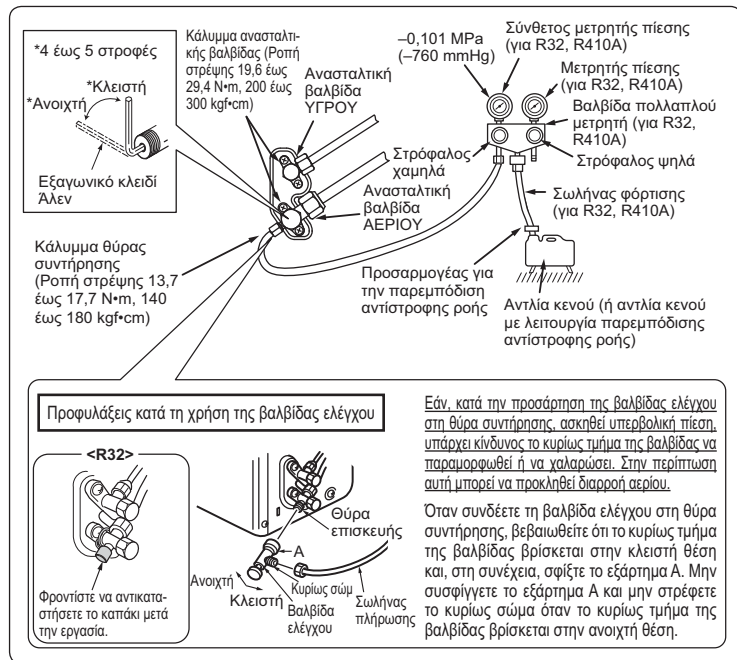 *4 έως 5 στροφές
*Κλειστή
*Ανοιχτή
Εξαγωνικό κλειδί
Άλεν
Κάλυμμα ανασταλτι-
κής βαλβίδας (Ροπή
στρέψης 19,6 έως
29,4 N•m, 200 έως
300 kgf•cm)
Ανασταλτική
βαλβίδα
ΥΓΡΟΥ
–0,101 MPa
(–760 mmHg)
Σύνθετος μετρητής πίεσης
(για R32, R410A)
Μετρητής πίεσης
(για R32, R410A)
Βαλβίδα πολλαπλού
μετρητή (για R32,
R410A)
Στρόφαλος
χαμηλά
Στρόφαλος ψηλά
Ανασταλτική
βαλβίδα
ΑΕΡΙΟΥ
Σωλήνας φόρτισης
(για R32, R410A)
Κάλυμμα θύρας
συντήρησης
(Ροπή στρέψης 13,7
έως 17,7 N•m, 140
έως 180 kgf•cm)
Προσαρμογέας για
την παρεμπόδιση
αντίστροφης ροής
Αντλία κενού (ή αντλία κενού
με λειτουργία παρεμπόδισης
αντίστροφης ροής)
Προφυλάξεις κατά τη χρήση της βαλβίδας ελέγχου
<R32>
Φροντίστε να αντικατα-
στήσετε το καπάκι μετά
την εργασία.
Θύρα
επισκευής
A
Ανοιχτή
Κλειστή
Κυρίως σώμ
Βαλβίδα
ελέγχου
Σωλήνας
πλήρωσης
Εάν, κατά την προσάρτηση της βαλβίδας ελέγχου
στη θύρα συντήρησης, ασκηθεί υπερβολική πίεση,
υπάρχει κίνδυνος το κυρίως τμήμα της βαλβίδας να
παραμορφωθεί ή να χαλαρώσει. Στην περίπτωση
αυτή μπορεί να προκληθεί διαρροή αερίου.
Όταν συνδέετε τη βαλβίδα ελέγχου στη θύρα
συντήρησης, βεβαιωθείτε ότι το κυρίως τμήμα
της βαλβίδας βρίσκεται στην κλειστή θέση
και, στη συνέχεια, σφίξτε το εξάρτημα A. Μην
συσφίγγετε το εξάρτημα A και μην στρέφετε
το κυρίως σώμα όταν το κυρίως τμήμα της
βαλβίδας βρίσκεται στην ανοιχτή θέση.